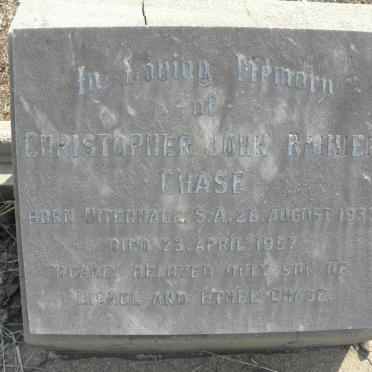 In Loving Memory
of
CHRISTOPHER JOHN RAINIER
CHASE
BORN UITENHAGE, S.A. 28. AUGUST 193
DIED 23. APRIL 1957
DEARLY BELOVED ONLY SON OF
LIONEL AND ETHEL CHASE.